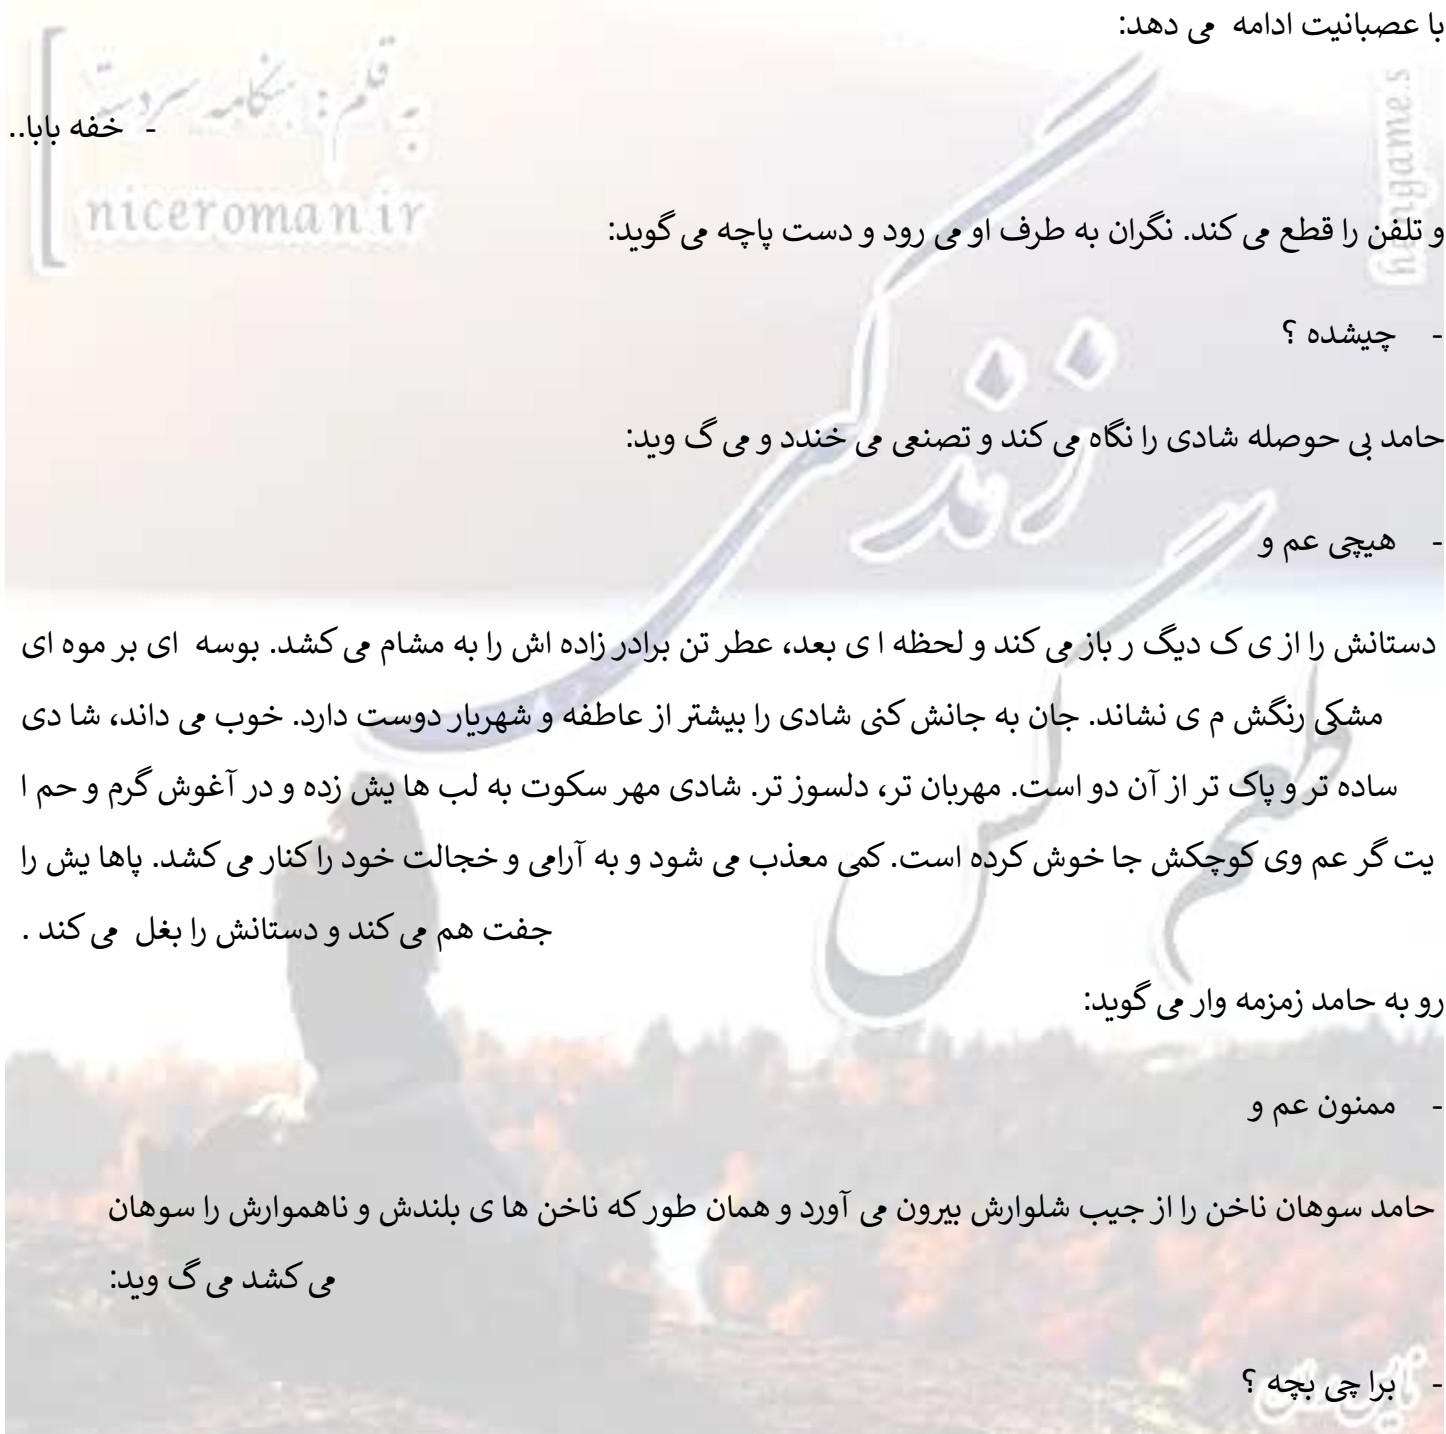 با عصبانیت ادامه می دهد:
به قلم: هنگامه سردسته
niceroman.ir
- خفه بابا..
و تلفن را قطع می کند. نگران به طرف او می رود و دست پاچه می گوید:
- چیشده ؟
زندگی
حامد بی حوصله شادی را نگاه می کند و تصنعی می خندد و می گ وید:
- هیچی عم و
دستانش را از ی ک دیگ ر باز می کند و لحظه ا ی بعد، عطر تن برادر زاده اش را به مشام می کشد. بوسه ای بر موه ای
مشکی رنگش م ی نشاند. جان به جانش کنی شادی را بیشتر از عاطفه و شهریار دوست دارد. خوب می داند، شا دی
ساده تر و پاک تر از آن دو است. مهربان تر، دلسوز تر. شادی مهر سکوت به لب ها یش زده و در آغوش گرم و حم ا
طعم گس
یت گر عم وی کوچکش جا خوش کرده است. کمی معذب می شود و به آرامی و خجالت خود را کنار می کشد. پاها یش را
جفت هم می کند و دستانش را بغل می کند .
رو به حامد زمزمه وار می گوید:
- ممنون عم و
حامد سوهان ناخن را از جیب شلوارش بیرون می آورد و همان طور که ناخن ها ی بلندش و ناهموارش را سوهان
می کشد می گ وید:
- برا چی بچه ؟